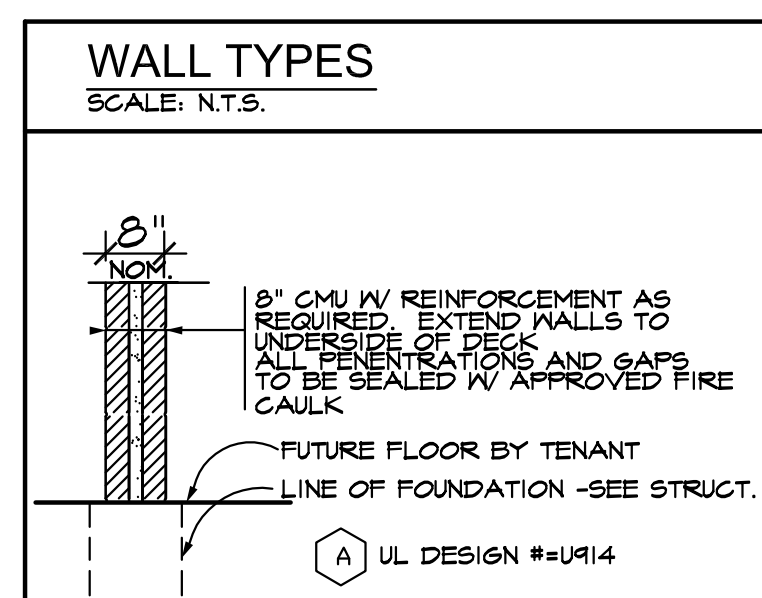 WALL TYPES
SCALE: N.T.S.
8"
NOM.
8" CMU W/ REINFORCEMENT AS
REQUIRED. EXTEND WALLS TO
UNDERSIDE OF DECK
ALL PENENTRATIONS AND GAPS
TO BE SEALED W/ APPROVED FIRE
CAULK
FUTURE FLOOR BY TENANT
LINE OF FOUNDATION -SEE STRUCT.
A UL DESIGN #=U914